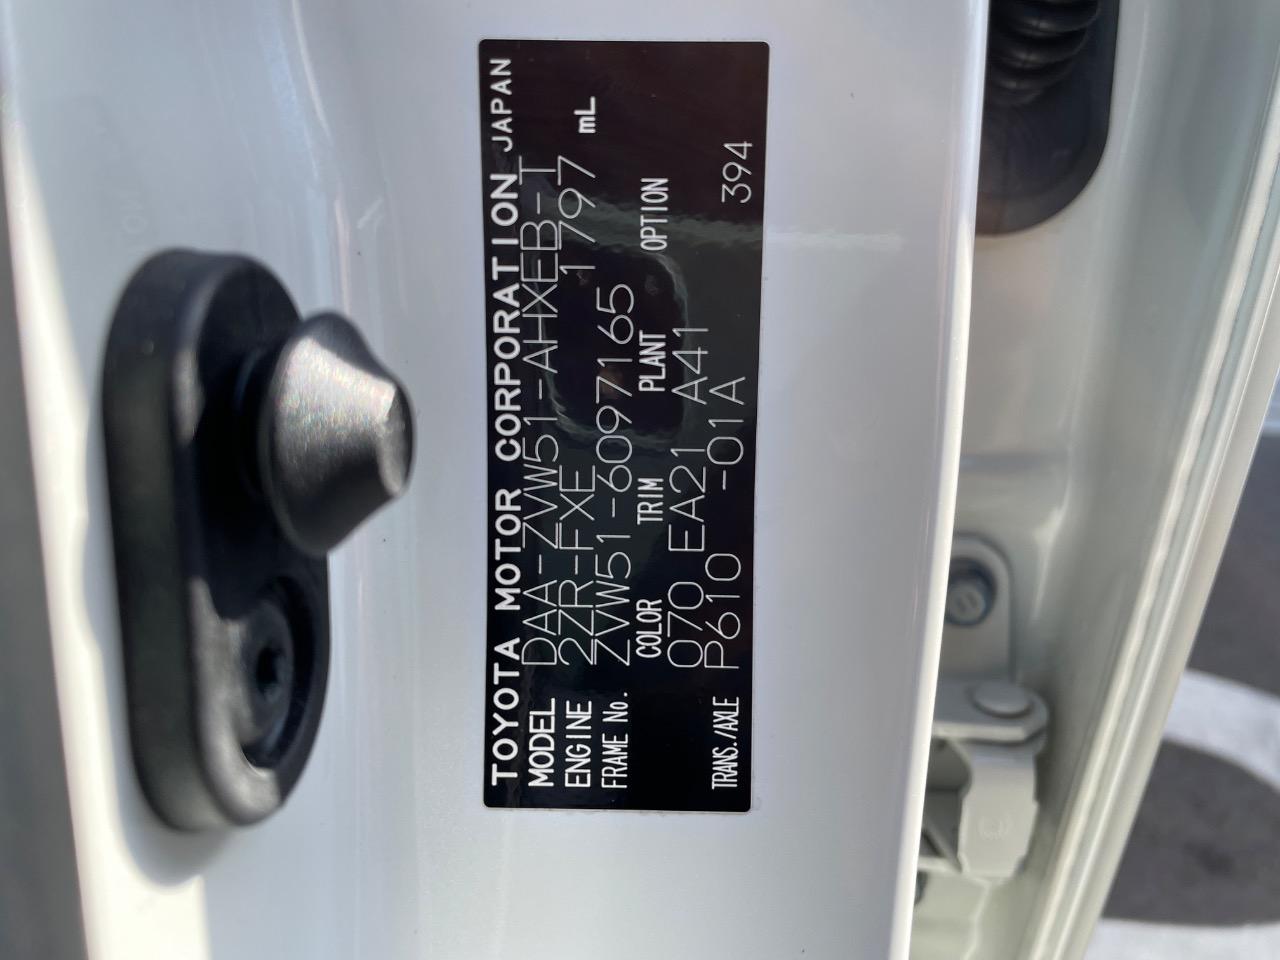 TOYOTA MOTOR CORPORATION JAPAN
MODEL DAA-ZVW51-AHXEB-T
ENGINE 2ZR-FXE 1797 mL
FRAME No. ZVW51-6097165
COLOR TRIM PLANT OPTION
070 EA21 A41
TRANS./AXLE P610 -01A 394